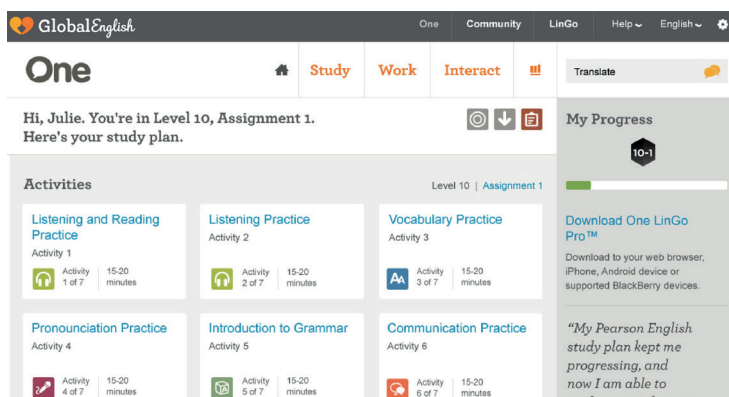 GlobalEnglish
One Community LinGo Help English
One Study Work Interact
Translate
Hi, Julie. You're in Level 10, Assignment 1.
Here's your study plan.
Activities
Level 10 | Assignment 1
Listening and Reading
Practice
Activity 1
Activity
1 of 7
15-20
minutes
Listening Practice
Activity 2
Activity
2 of 7
15-20
minutes
Vocabulary Practice
Activity 3
AA
Activity
3 of 7
15-20
minutes
Pronounciation Practice
Activity 4
Activity
4 of 7
15-20
minutes
Introduction to Grammar
Activity 5
Activity
5 of 7
15-20
minutes
Communication Practice
Activity 6
Activity
6 of 7
15-20
minutes
My Progress
10-1
Download One LinGo
Pro™
Download to your web browser,
iPhone, Android device or
supported BlackBerry devices.
“My Pearson English
study plan kept me
progressing, and
now I am able to